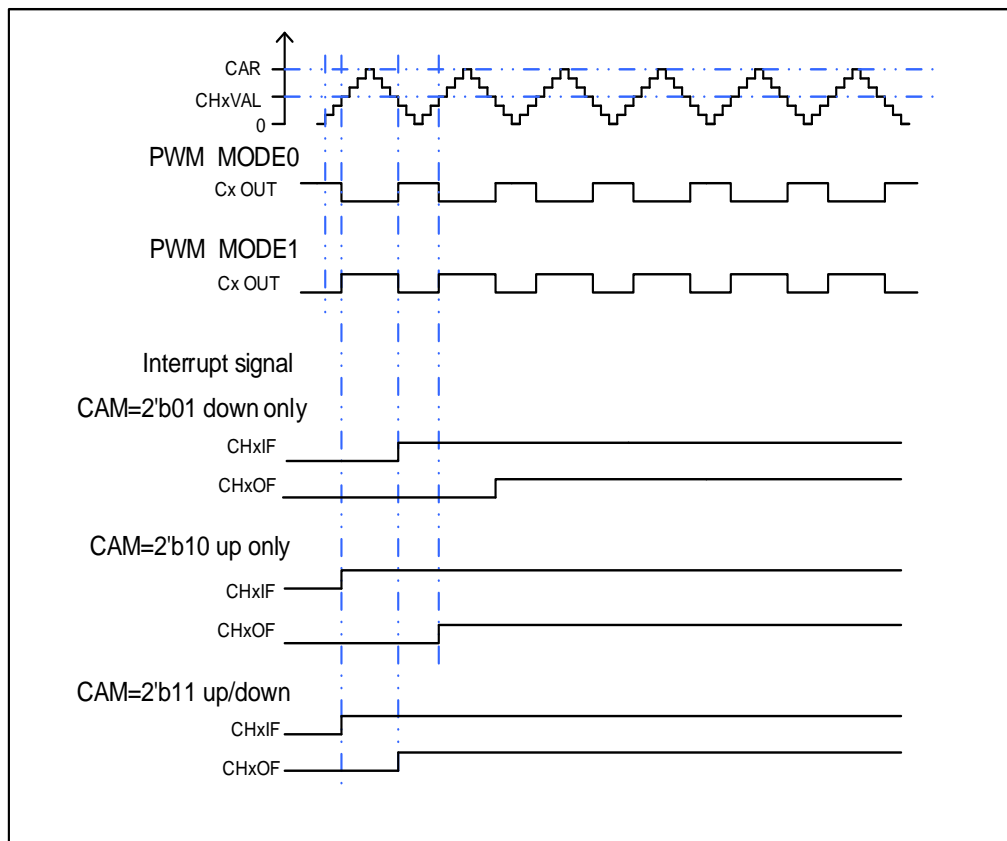 CAR
CHxVAL
0
PWM MODE0
Cx OUT
PWM MODE1
Cx OUT
Interrupt signal
CAM=2'b01 down only
CHxIF
CHxOF
CAM=2'b10 up only
CHxIF
CHxOF
CAM=2'b11 up/down
CHxIF
CHxOF